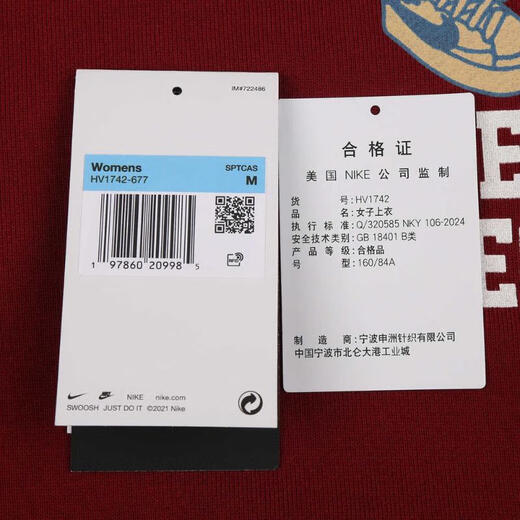 IM#722486
Womens
SPTCAS
HV1742-677
M
1 97860 20998 5
RFID
NIKE
nike.com
SWOOSH JUST DO IT ©2021 Nike
合格证
美国 NIKE 公司监制
货号:HV1742
品名:女子上衣
执行标准:Q/320585 NKY 106-2024
安全技术类别:GB 18401 B类
产品等级:合格品
号型:160/84A
制造商:宁波申洲针织有限公司
中国宁波市北仑大港工业城
E
E